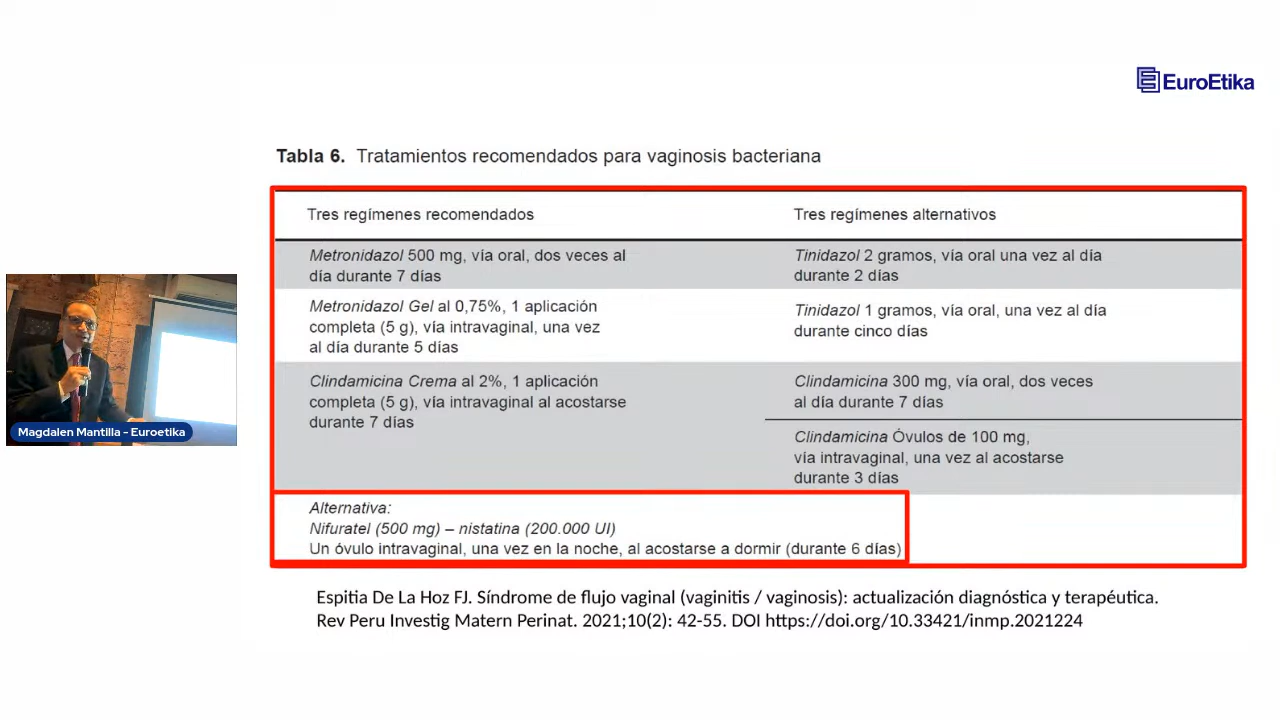 EuroEtika
Tabla 6. Tratamientos recomendados para vaginosis bacteriana
Tres regímenes recomendados
Tres regímenes alternativos
Metronidazol 500 mg, vía oral, dos veces al
día durante 7 días
Tinidazol 2 gramos, vía oral una vez al día
durante 2 días
Metronidazol Gel al 0,75%, 1 aplicación
completa (5 g), vía intravaginal, una vez
al día durante 5 días
Tinidazol 1 gramos, vía oral, una vez al día
durante cinco días
Clindamicina Crema al 2%, 1 aplicación
completa (5 g), vía intravaginal al acostarse
durante 7 días
Clindamicina 300 mg, vía oral, dos veces
al día durante 7 días
Clindamicina Óvulos de 100 mg,
vía intravaginal, una vez al acostarse
durante 3 días
Alternativa:
Nifuratel (500 mg) – nistatina (200.000 UI)
Un óvulo intravaginal, una vez en la noche, al acostarse a dormir (durante 6 días)
Magdalen Mantilla - Euroetika
Espitia De La Hoz FJ. Síndrome de flujo vaginal (vaginitis / vaginosis): actualización diagnóstica y terapéutica.
Rev Peru Investig Matern Perinat. 2021;10(2): 42-55. DOI https://doi.org/10.33421/inmp.2021224